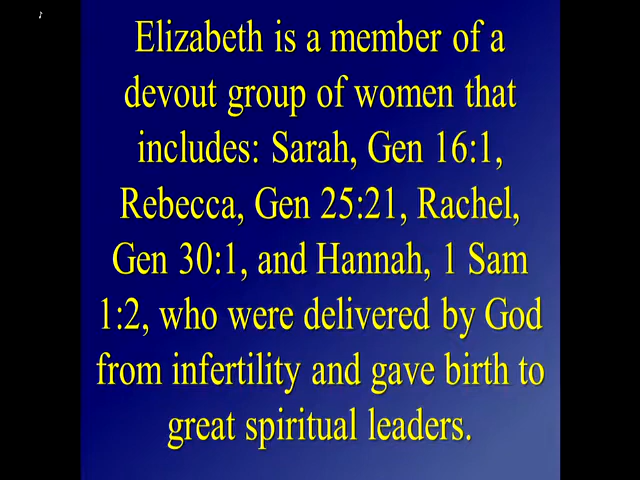 Elizabeth is a member of a
devout group of women that
includes: Sarah, Gen 16:1,
Rebecca, Gen 25:21, Rachel,
Gen 30:1, and Hannah, 1 Sam
1:2, who were delivered by God
from infertility and gave birth to
great spiritual leaders.